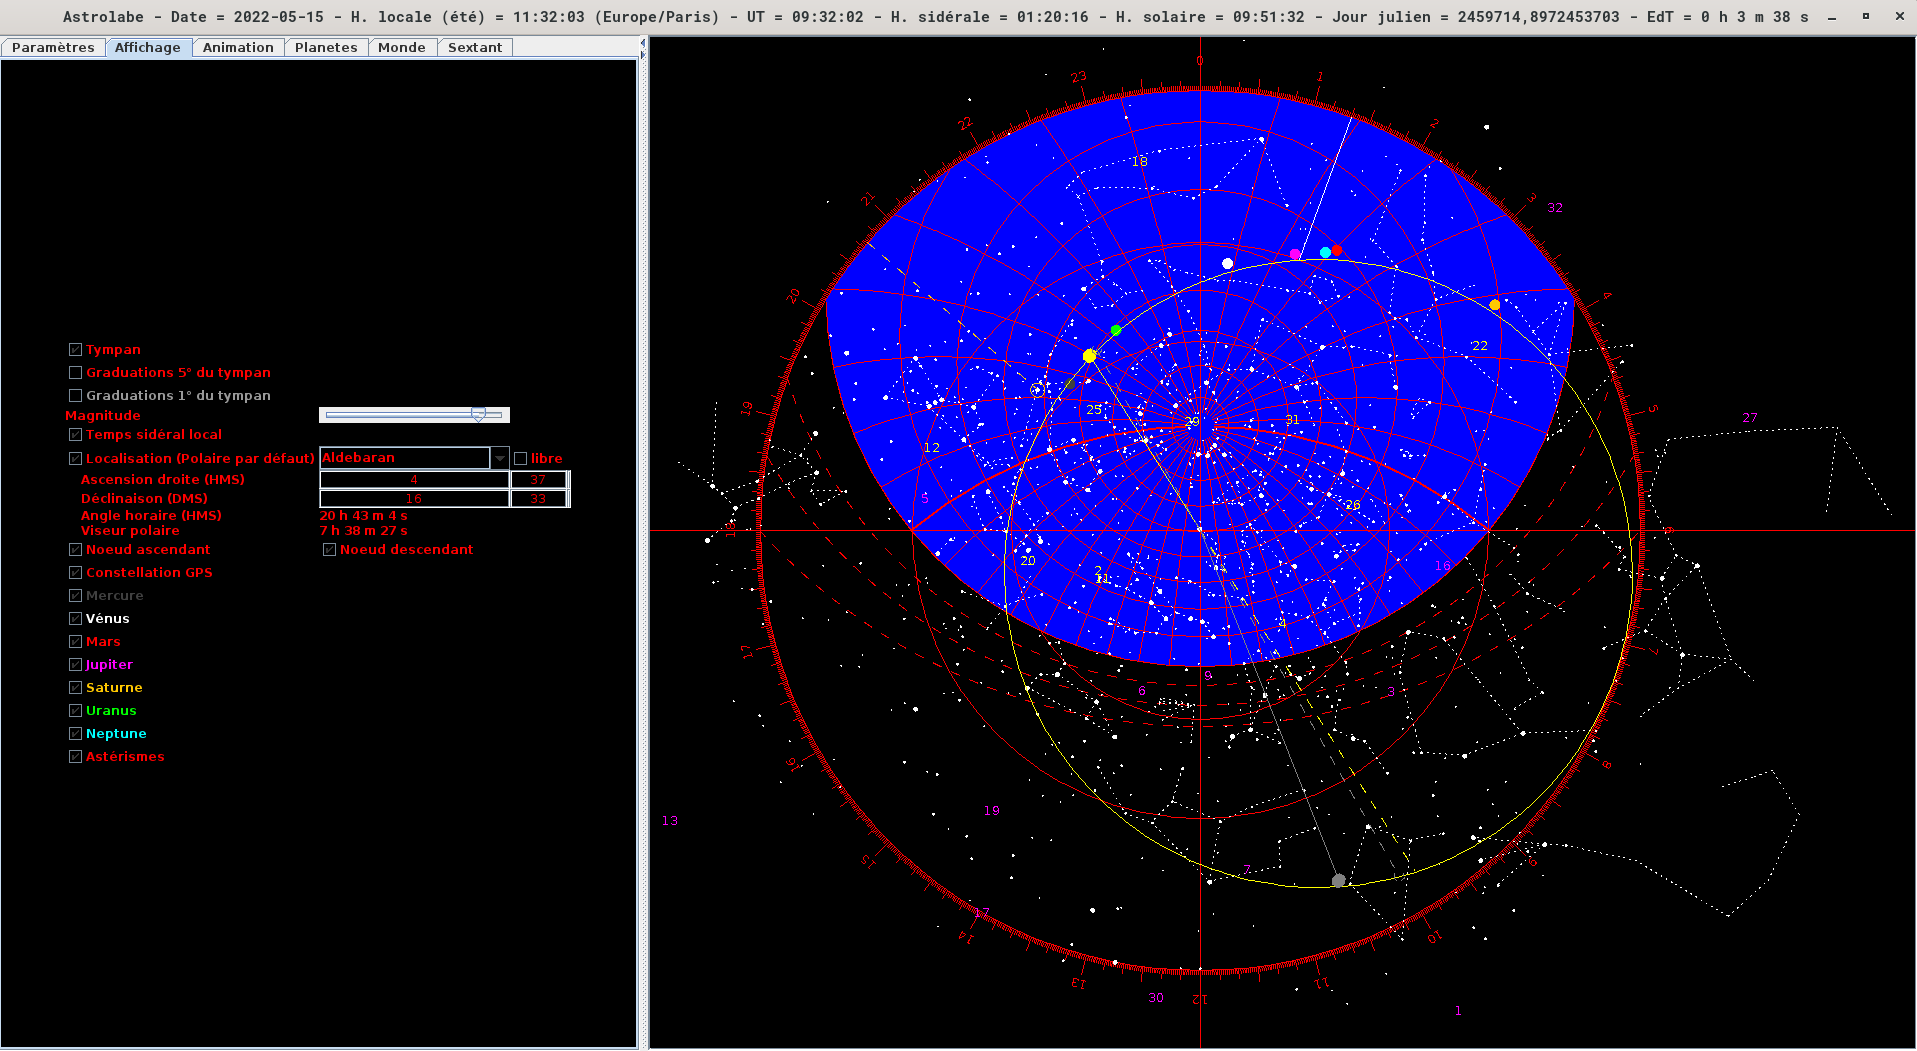 Astrolabe - Date = 2022-05-15 - H. locale (été) = 11:32:03 (Europe/Paris) - UT = 09:32:02 - H. sidérale = 01:20:16 - H. solaire = 09:51:32 - Jour julien = 2459714,8972453703 - EdT = 0 h 3 m 38 s
Paramètres Affichage Animation Planetes Monde Sextant
Tympan
Graduations 5° du tympan
Graduations 1° du tympan
Magnitude
Temps sidéral local
Localisation (Polaire par défaut) Aldebaran libre
Ascension droite (HMS) 4 37
Déclinaison (DMS) 16 33
Angle horaire (HMS) 20 h 43 m 4 s
Viseur polaire 7 h 38 m 27 s
Noeud ascendant Noeud descendant
Constellation GPS
Mercure
Vénus
Mars
Jupiter
Saturne
Uranus
Neptune
Astérismes
0
23 1
22 2
18
21 3 32
20 4
22
19 25 29 31 5 27
12
5 26
18 6
20 2 11 16
4
17 9 7
6 3
16 8
13 19
15 7 9
17 14 10
13 11
30 12
1